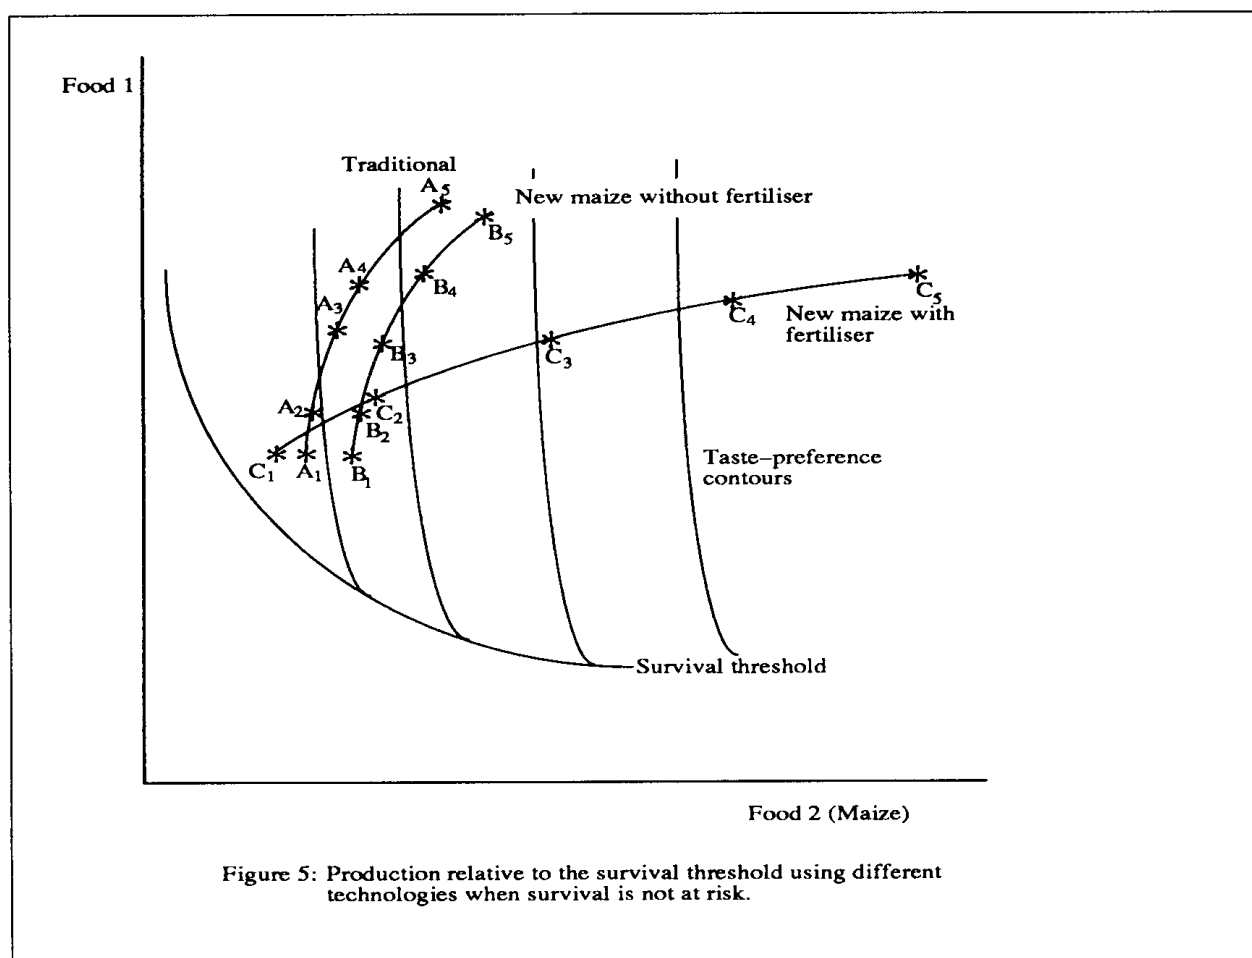 Food 1
Traditional
A5
New maize without fertiliser
B5
A4
B4
C5
C4
New maize with
fertiliser
A3
B3
C3
A2
C2
B2
C1
A1
B1
Taste–preference
contours
Survival threshold
Food 2 (Maize)
Figure 5: Production relative to the survival threshold using different
technologies when survival is not at risk.